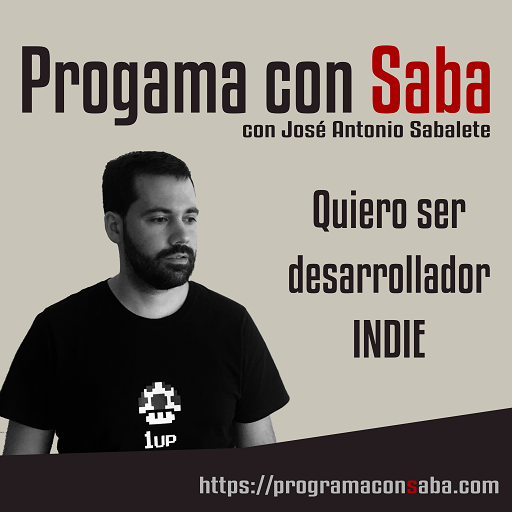 Progama con Saba
con José Antonio Sabalete
Quiero ser
desarrollador
INDIE
1UP
https://programaconsaba.com